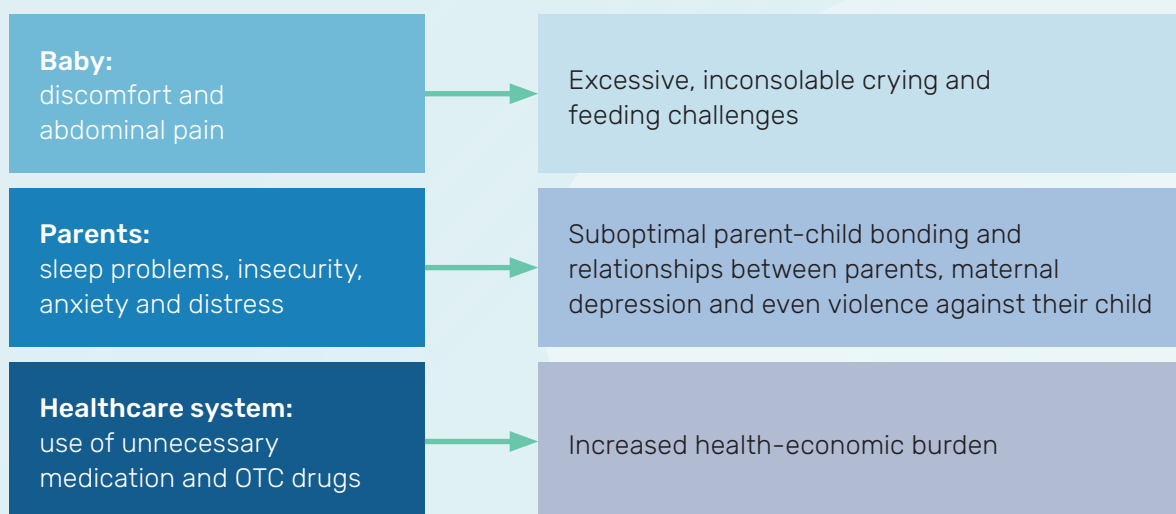 Baby:
discomfort and
abdominal pain
Excessive, inconsolable crying and
feeding challenges
Parents:
sleep problems, insecurity,
anxiety and distress
Suboptimal parent-child bonding and
relationships between parents, maternal
depression and even violence against their child
Healthcare system:
use of unnecessary
medication and OTC drugs
Increased health-economic burden